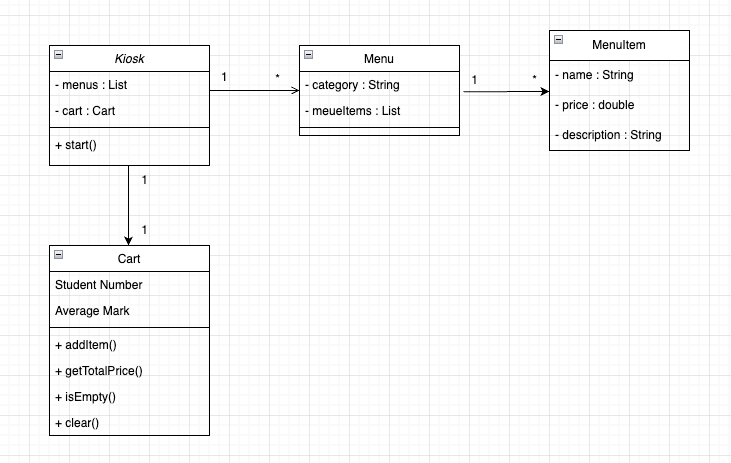 Kiosk
- menus : List
- cart : Cart
+ start()
1
*
Menu
- category : String
- meueItems : List
1
*
MenuItem
- name : String
- price : double
- description : String
1
1
Cart
Student Number
Average Mark
+ addItem()
+ getTotalPrice()
+ isEmpty()
+ clear()